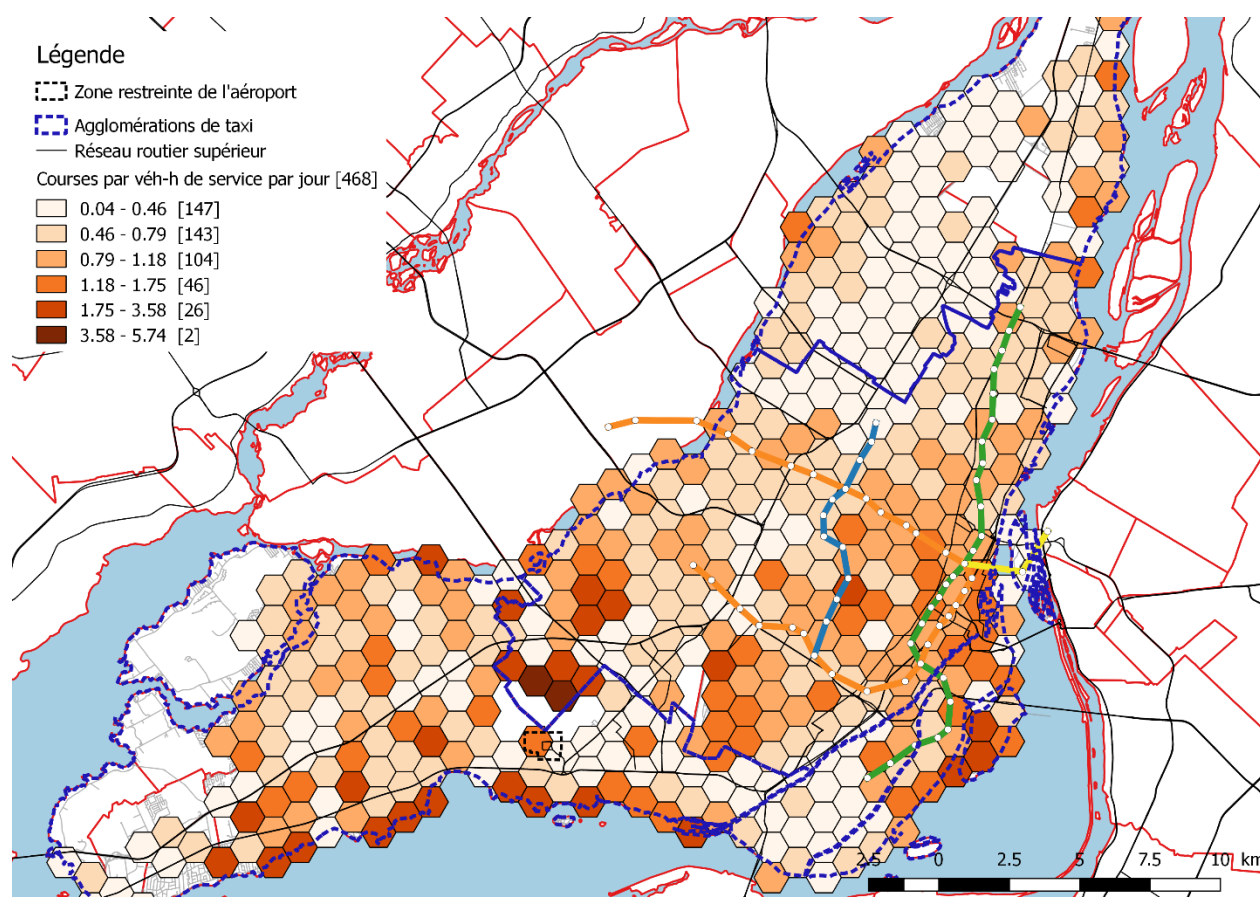 Légende
Zone restreinte de l'aéroport
Agglomérations de taxi
Réseau routier supérieur
Courses par véh-h de service par jour [468]
0.04 - 0.46 [147]
0.46 - 0.79 [143]
0.79 - 1.18 [104]
1.18 - 1.75 [46]
1.75 - 3.58 [26]
3.58 - 5.74 [2]
2.5 0 2.5 5 7.5 10 km